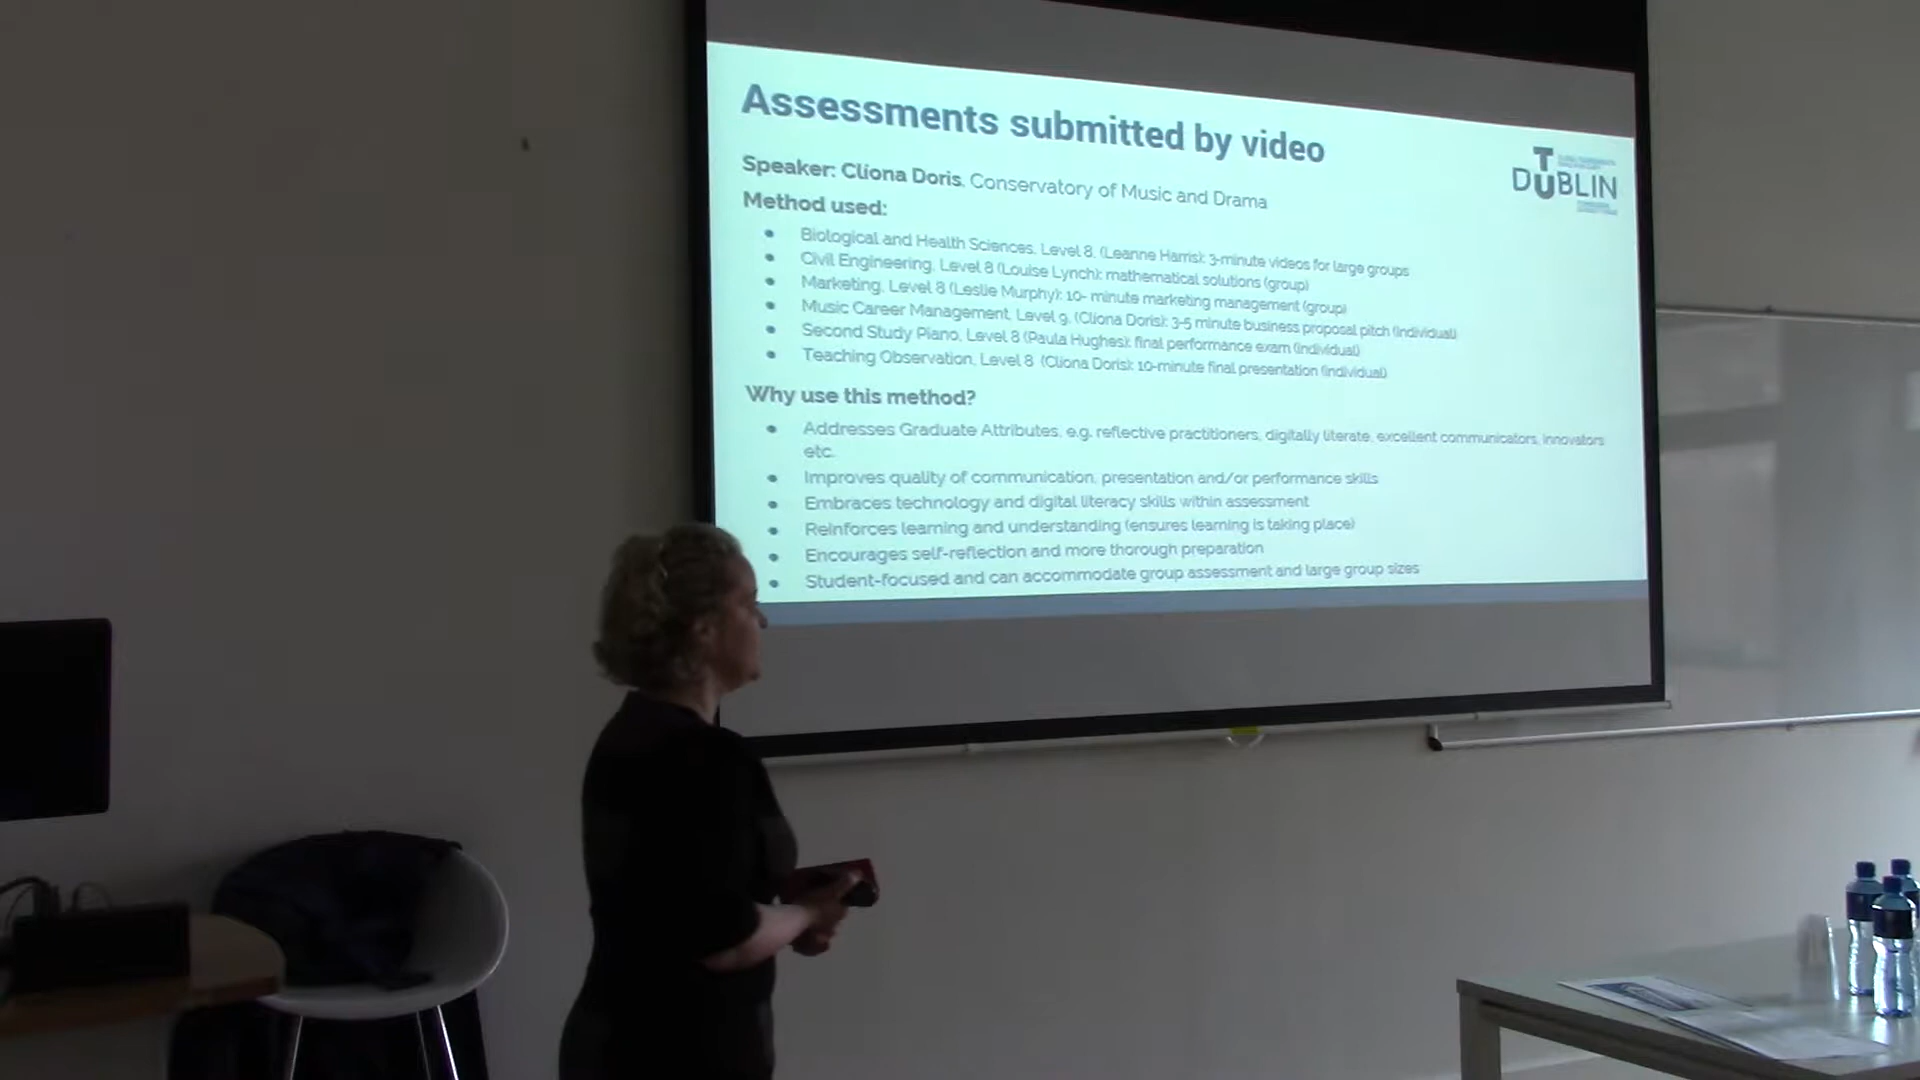 Assessments submitted by video
Speaker: Clíona Doris, Conservatory of Music and Drama
TU DUBLIN
Method used:
Biological and Health Sciences, Level 8, (Leanne Harris): 3-minute videos for large groups
Civil Engineering, Level 8 (Louise Lynch): mathematical solutions (group)
Marketing, Level 8 (Leslie Murphy): 10- minute marketing management (group)
Music Career Management, Level 9, (Clíona Doris): 3-5 minute business proposal pitch (individual)
Second Study Piano, Level 8 (Paula Hughes): final performance exam (individual)
Teaching Observation, Level 8 (Clíona Doris): 10-minute final presentation (individual)
Why use this method?
Addresses Graduate Attributes, e.g. reflective practitioners, digitally literate, excellent communicators, innovators
etc.
Improves quality of communication, presentation and/or performance skills
Embraces technology and digital literacy skills within assessment
Reinforces learning and understanding (ensures learning is taking place)
Encourages self-reflection and more thorough preparation
Student-focused and can accommodate group assessment and large group sizes